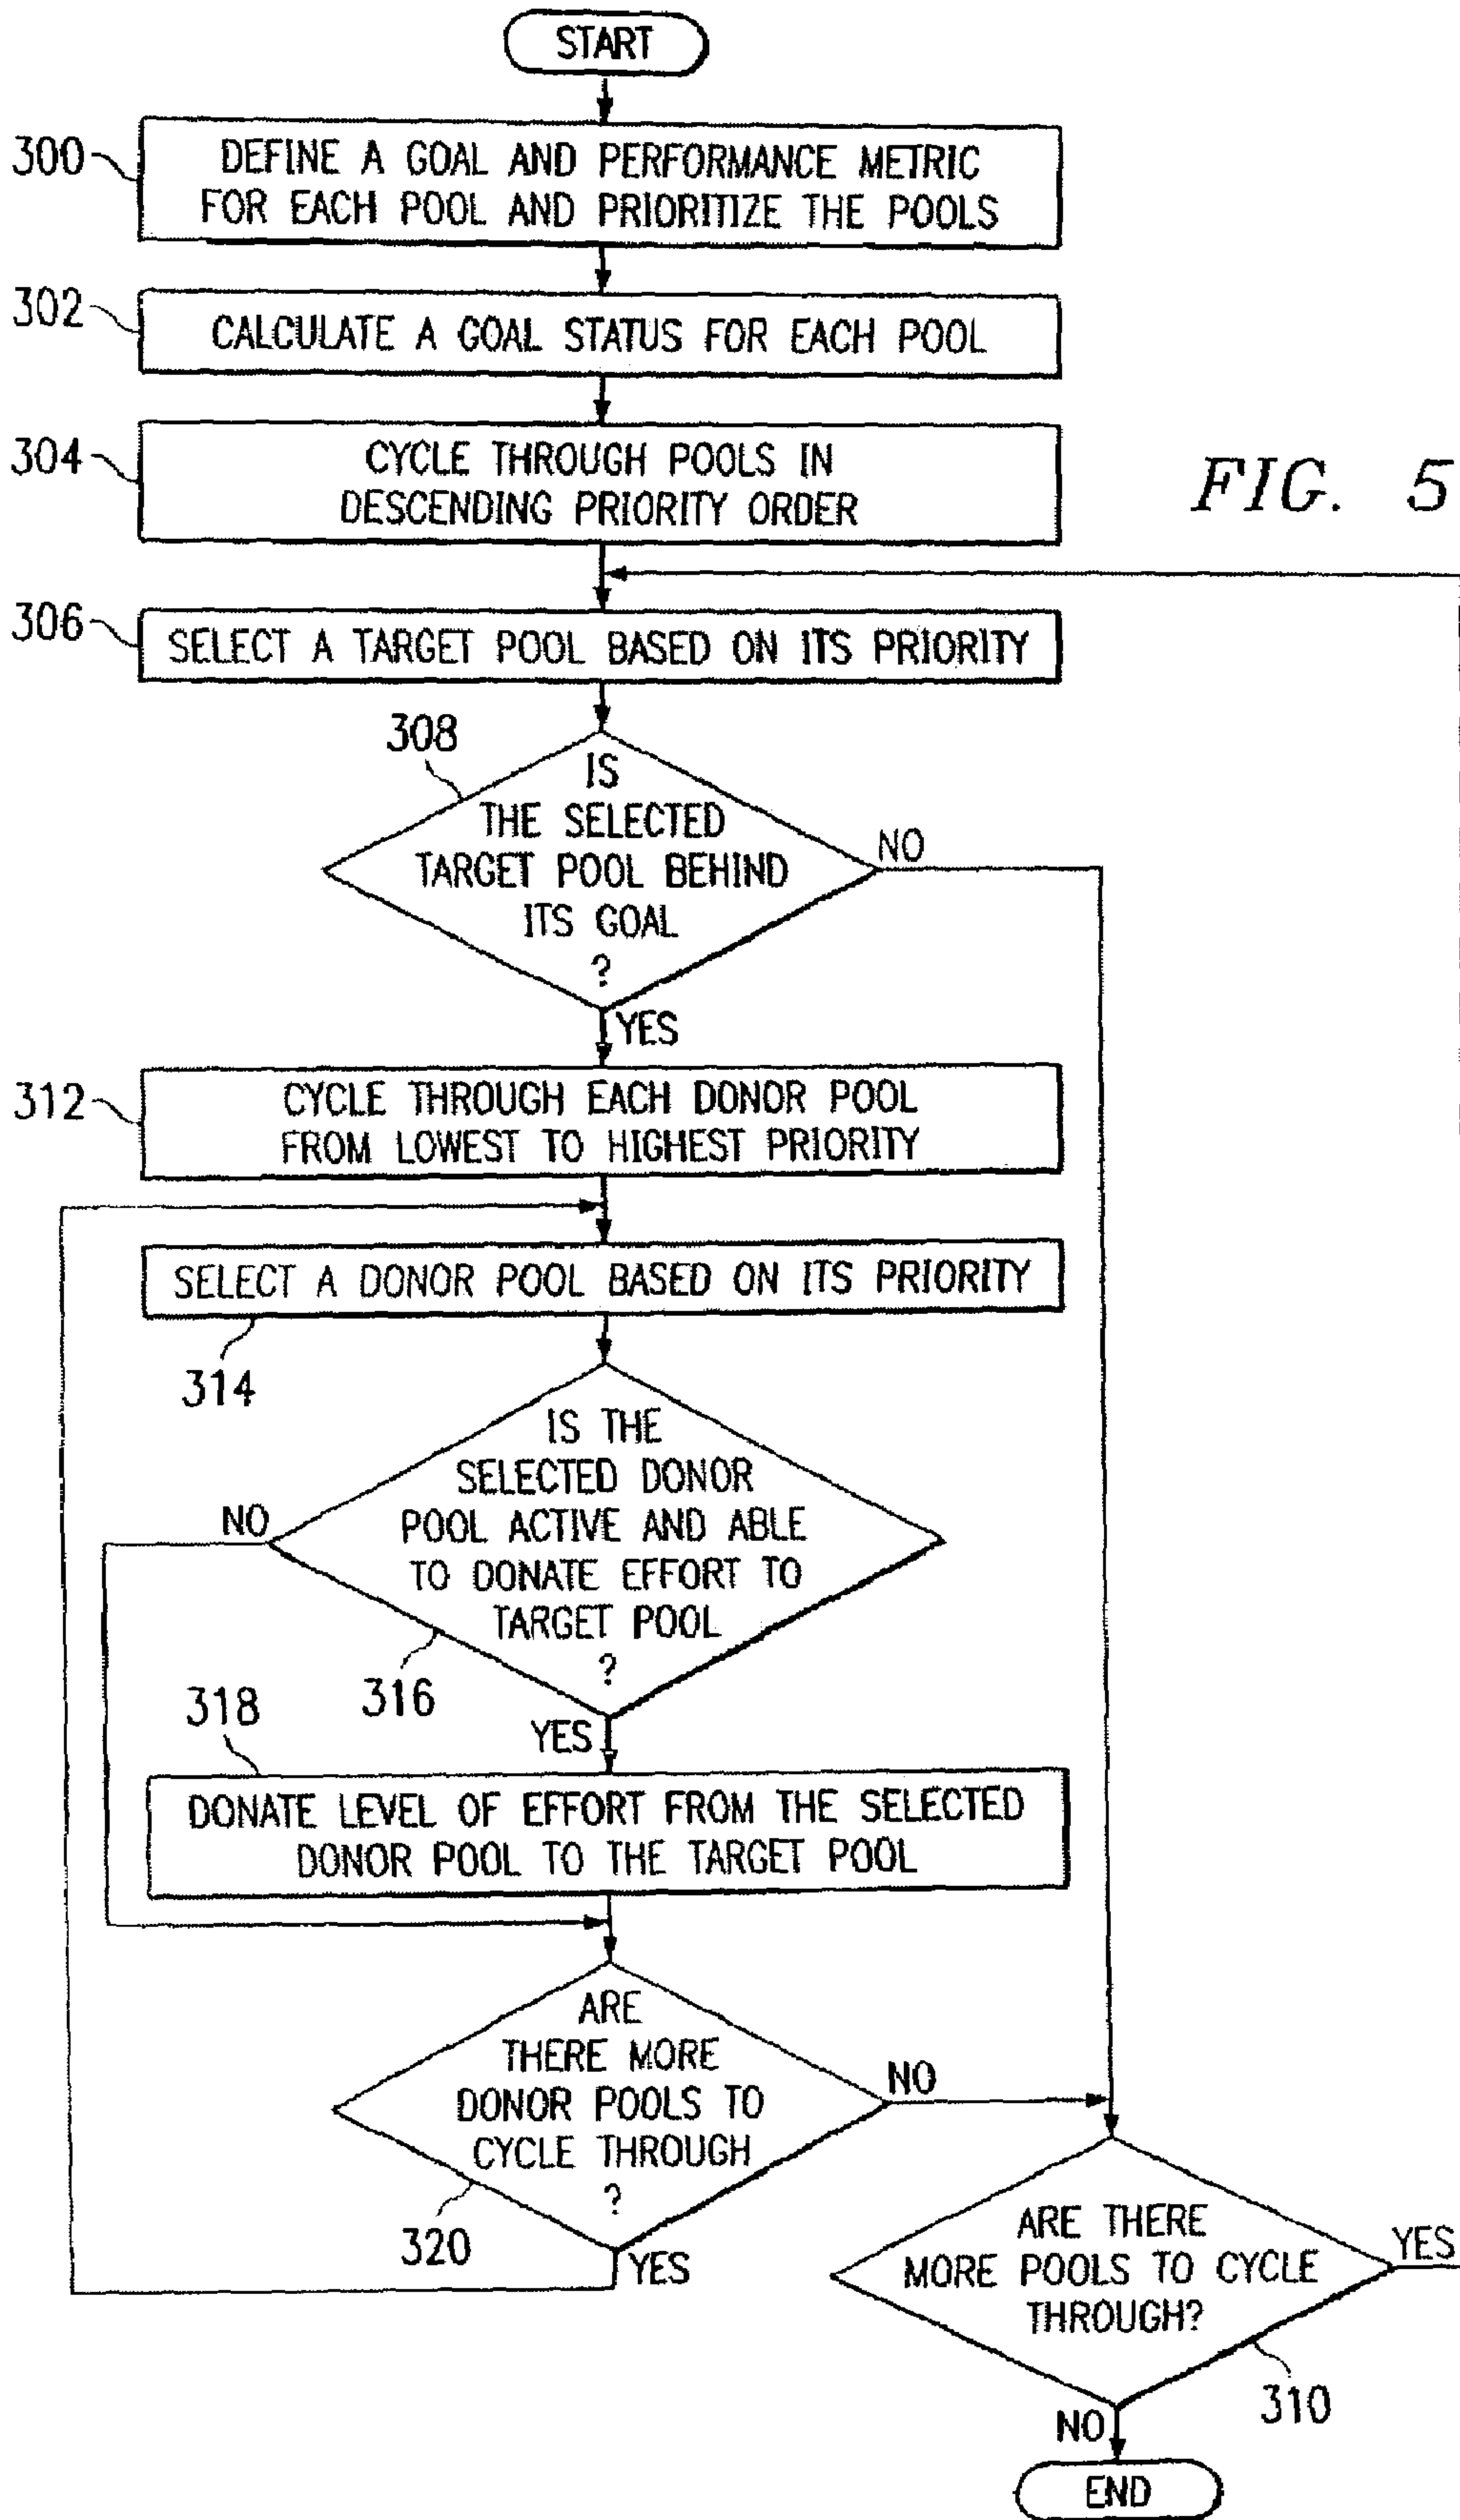 START
300
DEFINE A GOAL AND PERFORMANCE METRIC
FOR EACH POOL AND PRIORITIZE THE POOLS
302
CALCULATE A GOAL STATUS FOR EACH POOL
304
CYCLE THROUGH POOLS IN
DESCENDING PRIORITY ORDER
FIG. 5
306
SELECT A TARGET POOL BASED ON ITS PRIORITY
308
IS
THE SELECTED
TARGET POOL BEHIND
ITS GOAL
?
NO
YES
312
CYCLE THROUGH EACH DONOR POOL
FROM LOWEST TO HIGHEST PRIORITY
SELECT A DONOR POOL BASED ON ITS PRIORITY
314
IS THE
SELECTED DONOR
POOL ACTIVE AND ABLE
TO DONATE EFFORT TO
TARGET POOL
?
NO
316
YES
318
DONATE LEVEL OF EFFORT FROM THE SELECTED
DONOR POOL TO THE TARGET POOL
ARE
THERE MORE
DONOR POOLS TO
CYCLE THROUGH
?
NO
320
YES
ARE THERE
MORE POOLS TO CYCLE
THROUGH?
YES
310
NO
END